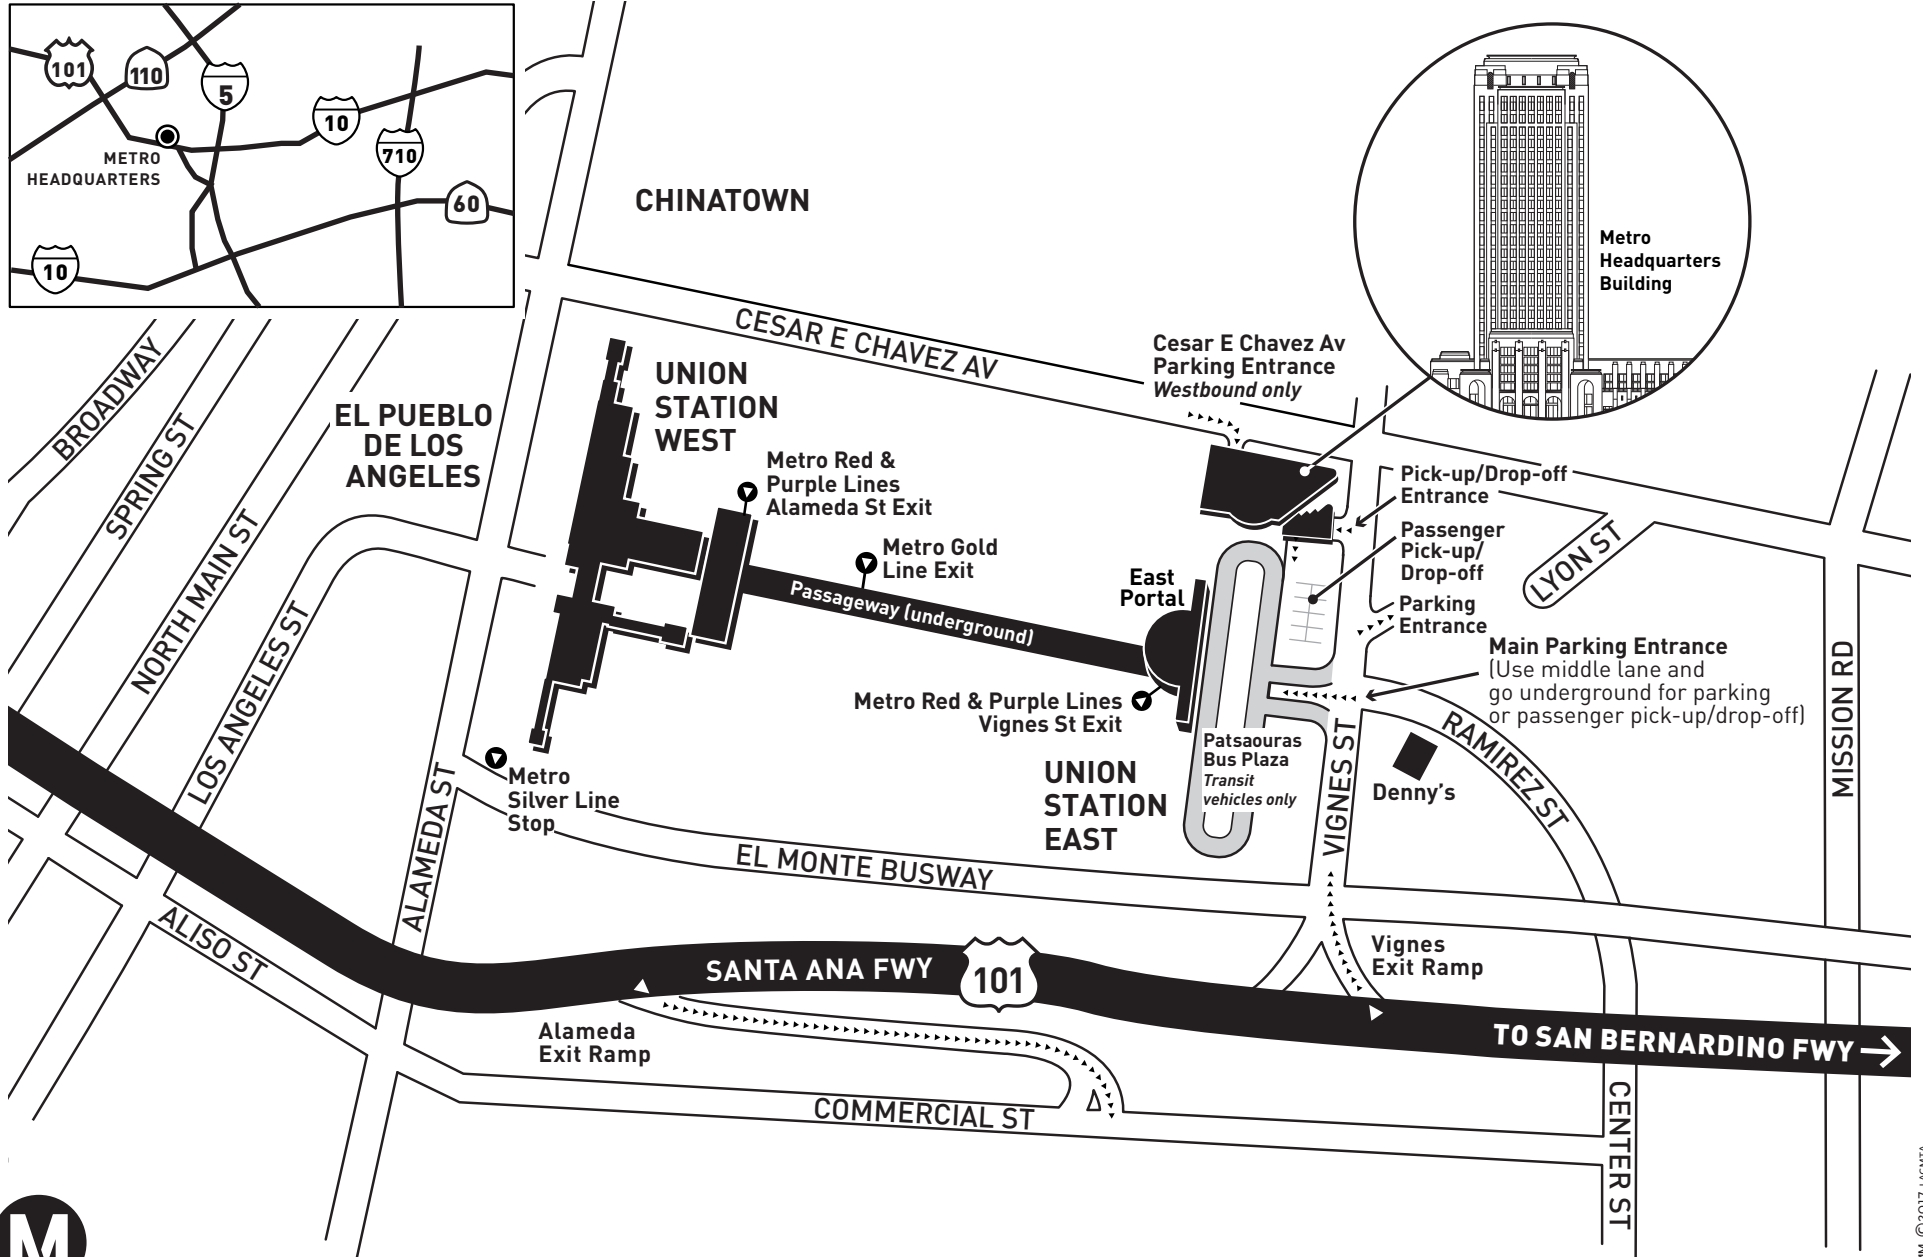 101
110
5
10
710
METRO
HEADQUARTERS
60
10
CHINATOWN
Metro
Headquarters
Building
CESAR E CHAVEZ AV
Cesar E Chavez Av
Parking Entrance
Westbound only
BROADWAY
SPRING ST
NORTH MAIN ST
LOS ANGELES ST
EL PUEBLO
DE LOS
ANGELES
UNION
STATION
WEST
Metro Red &
Purple Lines
Alameda St Exit
Metro Gold
Line Exit
Passageway (underground)
East
Portal
Pick-up/Drop-off
Entrance
Passenger
Pick-up/
Drop-off
Parking
Entrance
LYON ST
Main Parking Entrance
(Use middle lane and
go underground for parking
or passenger pick-up/drop-off)
MISSION RD
Metro Red & Purple Lines
Vignes St Exit
Patsaouras
Bus Plaza
Transit
vehicles only
UNION
STATION
EAST
VIGNES ST
Denny's
RAMIREZ ST
Metro
Silver Line
Stop
ALAMEDA ST
EL MONTE BUSWAY
ALISO ST
SANTA ANA FWY
101
Vignes
Exit Ramp
TO SAN BERNARDINO FWY
Alameda
Exit Ramp
COMMERCIAL ST
CENTER ST
M
©2017 LACMTA